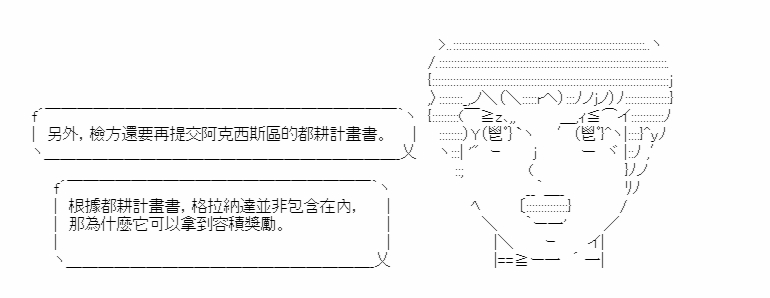 另外，檢方還要再提交阿克西斯區的都耕計畫書。
根據都耕計畫書，格拉納達並非包含在內，
那為什麼它可以拿到容積獎勵。